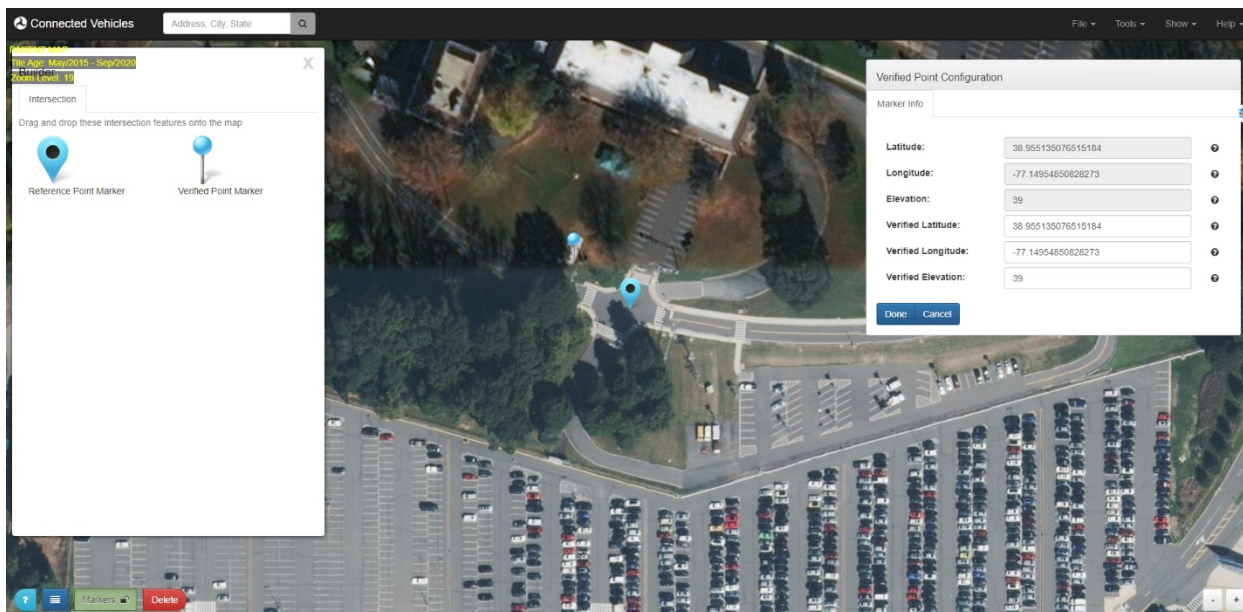 Connected Vehicles
Address, City, State
File
Tools
Show
Help
PARENT MAP
Tile Age: May/2015 - Sep/2020
Builder
Zoom Level: 19
X
Intersection
Drag and drop these intersection features onto the map
Reference Point Marker
Verified Point Marker
Verified Point Configuration
Marker Info
Latitude:
38.955135076515184
Longitude:
-77.14954850828273
Elevation:
39
Verified Latitude:
38.955135076515184
Verified Longitude:
-77.14954850828273
Verified Elevation:
39
Done
Cancel
?
Markers
Delete
-
+